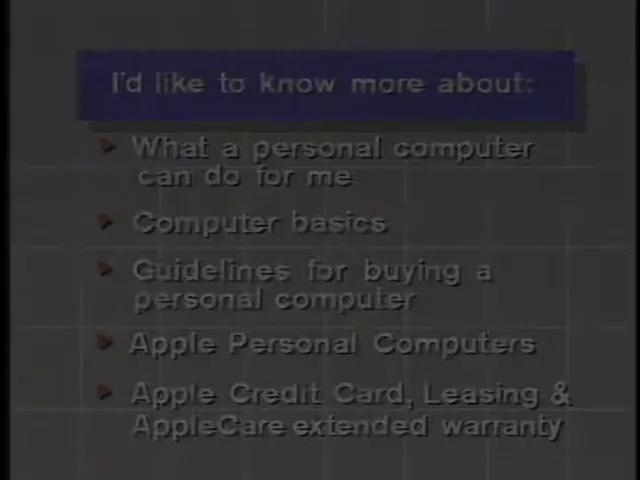 I'd like to know more about:
What a personal computer
can do for me
Computer basics
Guidelines for buying a
personal computer
Apple Personal Computers
Apple Credit Card, Leasing &
AppleCare extended warranty